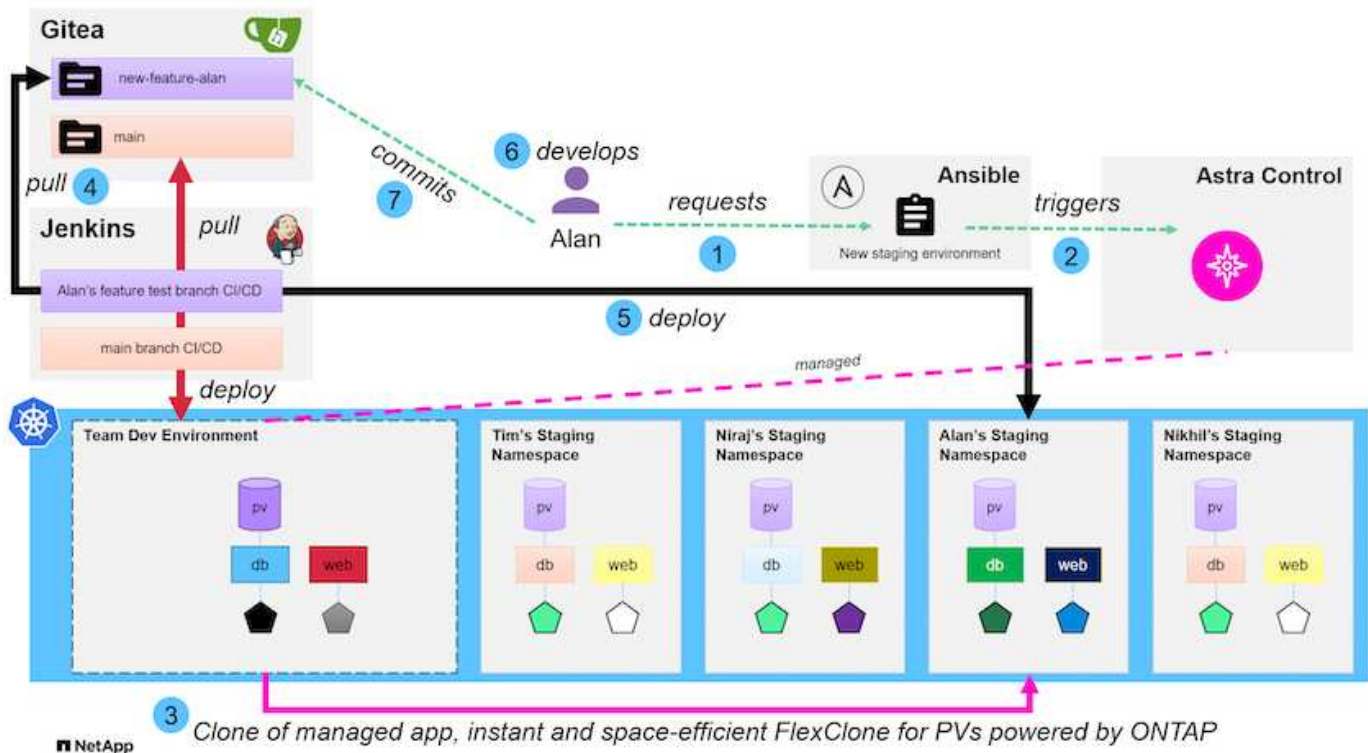 Gitea
new-feature-alan
main
pull 4
pull
Jenkins
Alan's feature test branch CI/CD
main branch CI/CD
deploy
commits
7
6 develops
Alan
requests
1
Ansible
New staging environment
triggers
2
Astra Control
5 deploy
managed
Team Dev Environment
pv
db
web
Tim's Staging
Namespace
pv
db
web
Niraj's Staging
Namespace
pv
db
web
Alan's Staging
Namespace
pv
db
web
Nikhil's Staging
Namespace
pv
db
web
3 Clone of managed app, instant and space-efficient FlexClone for PVs powered by ONTAP
NetApp